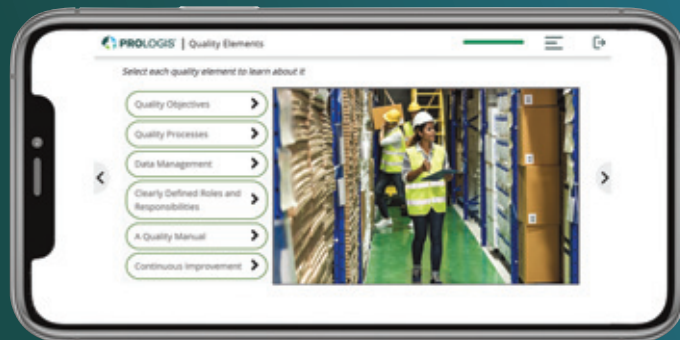 PROLOGIS | Quality Elements
Select each quality element to learn about it
Quality Objectives
Quality Processes
Data Management
Clearly Defined Roles and
Responsibilities
A Quality Manual
Continuous Improvement